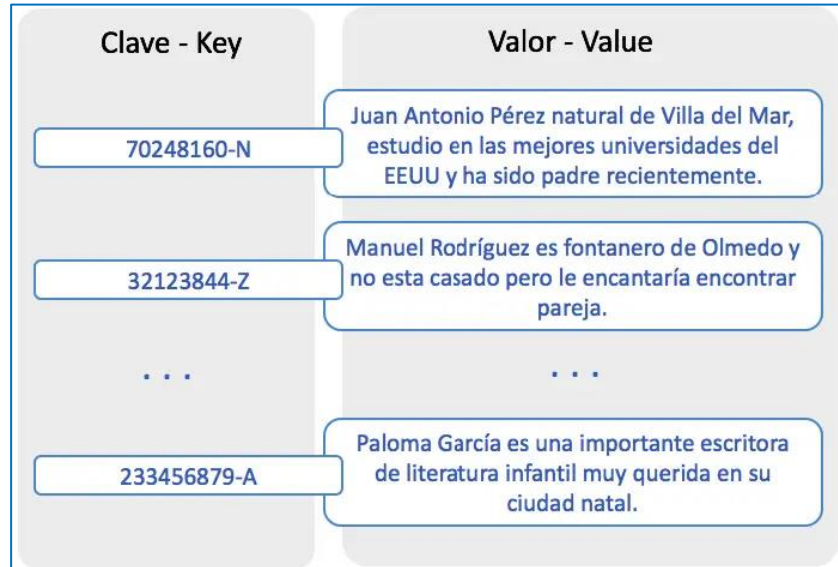 Clave - Key
Valor - Value
70248160-N
Juan Antonio Pérez natural de Villa del Mar,
estudio en las mejores universidades del
EEUU y ha sido padre recientemente.
32123844-Z
Manuel Rodríguez es fontanero de Olmedo y
no esta casado pero le encantaría encontrar
pareja.
. . .
. . .
233456879-A
Paloma García es una importante escritora
de literatura infantil muy querida en su
ciudad natal.